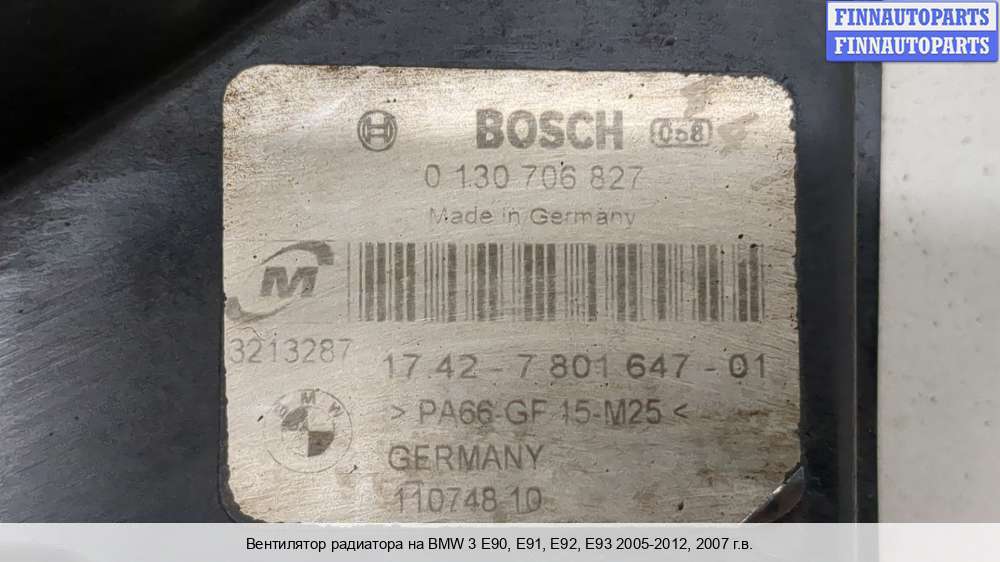 FINNAUTOPARTS
FINNAUTOPARTS
BOSCH 058
0 130 706 827
Made in Germany
M
3213287
17.42 - 7 801 647 - 01
BMW
> PA66-GF 15-M25 <
GERMANY
110748 10
Вентилятор радиатора на BMW 3 E90, E91, E92, E93 2005-2012, 2007 г.в.